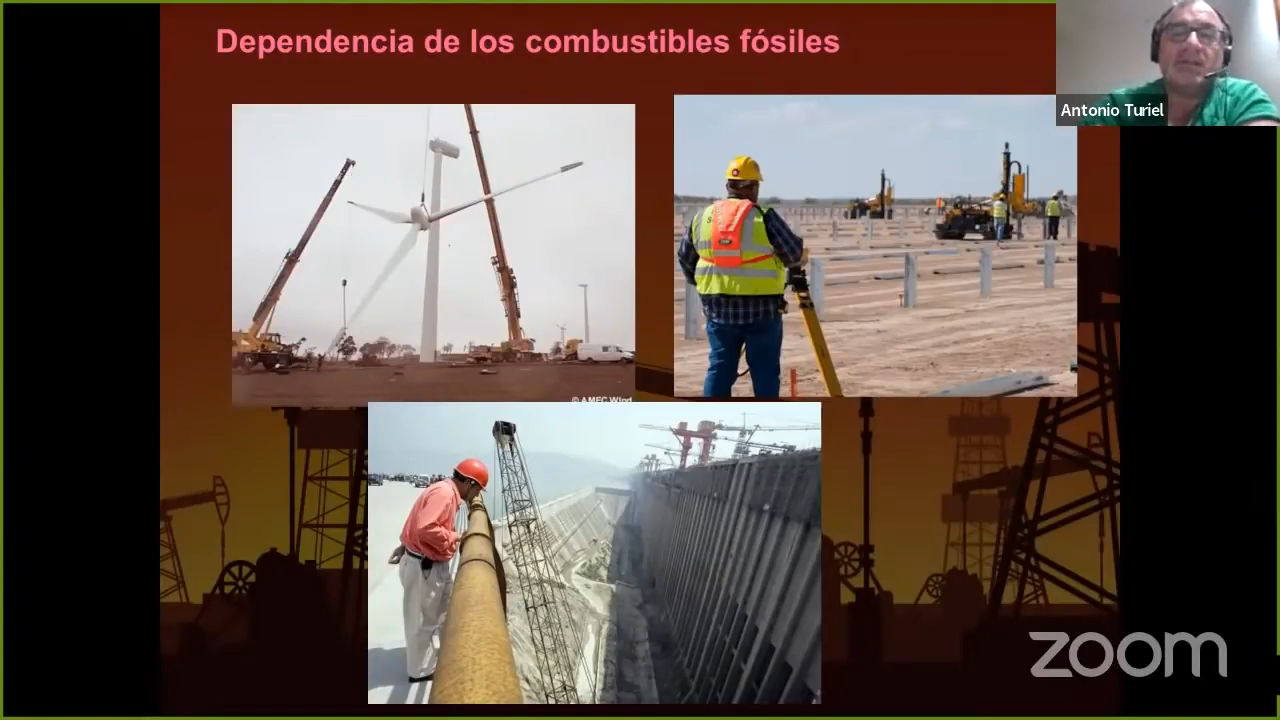 Dependencia de los combustibles fósiles
Antonio Turiel
© AMEC Wind
zoom